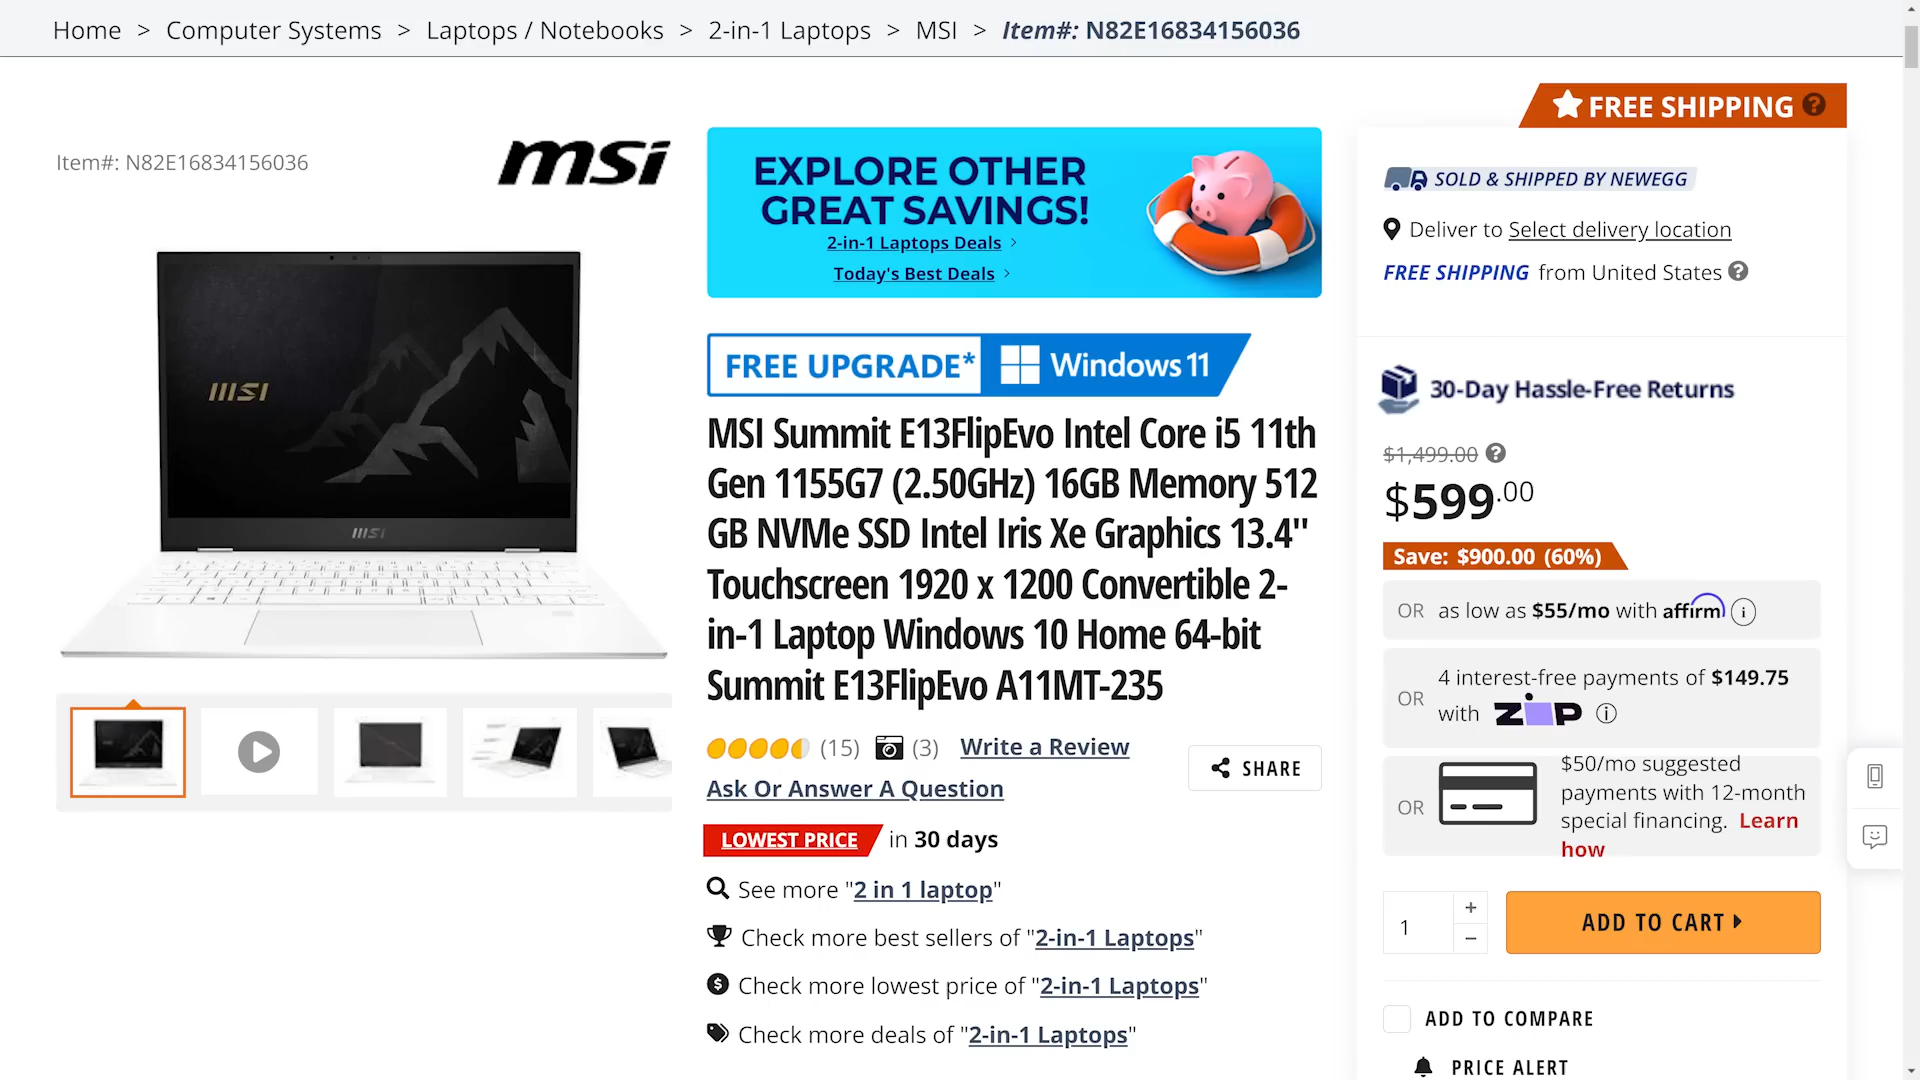 Home > Computer Systems > Laptops / Notebooks > 2-in-1 Laptops > MSI > Item#: N82E16834156036
FREE SHIPPING ?
Item#: N82E16834156036
msi
EXPLORE OTHER
GREAT SAVINGS!
2-in-1 Laptops Deals >
Today's Best Deals >
SOLD & SHIPPED BY NEWEGG
Deliver to Select delivery location
FREE SHIPPING from United States ?
msi
msi
FREE UPGRADE* Windows 11
30-Day Hassle-Free Returns
MSI Summit E13FlipEvo Intel Core i5 11th
Gen 1155G7 (2.50GHz) 16GB Memory 512
GB NVMe SSD Intel Iris Xe Graphics 13.4"
Touchscreen 1920 x 1200 Convertible 2-
in-1 Laptop Windows 10 Home 64-bit
Summit E13FlipEvo A11MT-235
$1,499.00 ?
$599.00
Save: $900.00 (60%)
OR as low as $55/mo with affirm i
OR 4 interest-free payments of $149.75
with ZIP i
OR $50/mo suggested
payments with 12-month
special financing. Learn
how
(15) (3) Write a Review
SHARE
Ask Or Answer A Question
LOWEST PRICE in 30 days
See more "2 in 1 laptop"
Check more best sellers of "2-in-1 Laptops"
Check more lowest price of "2-in-1 Laptops"
Check more deals of "2-in-1 Laptops"
1 + −
ADD TO CART
ADD TO COMPARE
PRICE ALERT